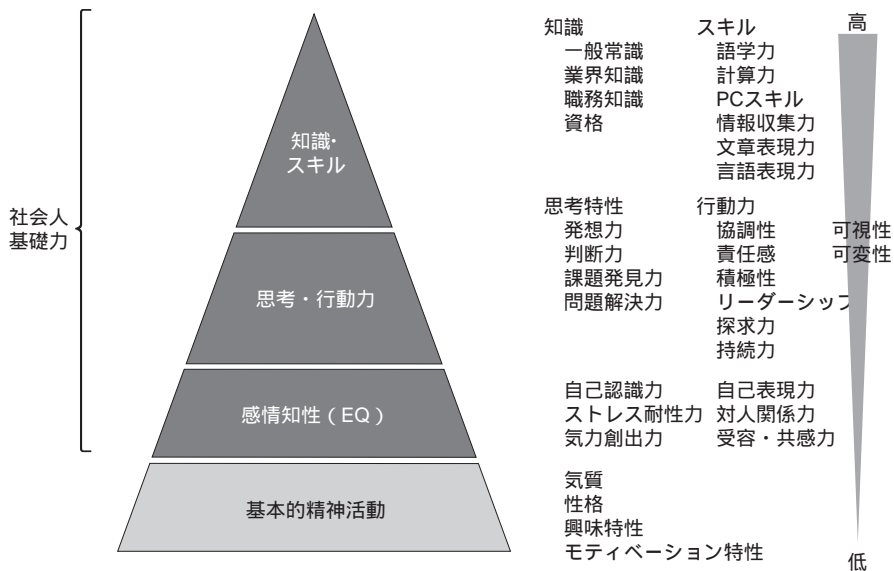 社会人
基礎力
知識・
スキル
思考・行動力
感情知性（EQ）
基本的精神活動
知識
一般常識
業界知識
職務知識
資格
スキル
語学力
計算力
PCスキル
情報収集力
文章表現力
言語表現力
思考特性
発想力
判断力
課題発見力
問題解決力
行動力
協調性
責任感
積極性
リーダーシップ
探求力
持続力
自己認識力
ストレス耐性力
気力創出力
自己表現力
対人関係力
受容・共感力
気質
性格
興味特性
モティベーション特性
高
可視性
可変性
低